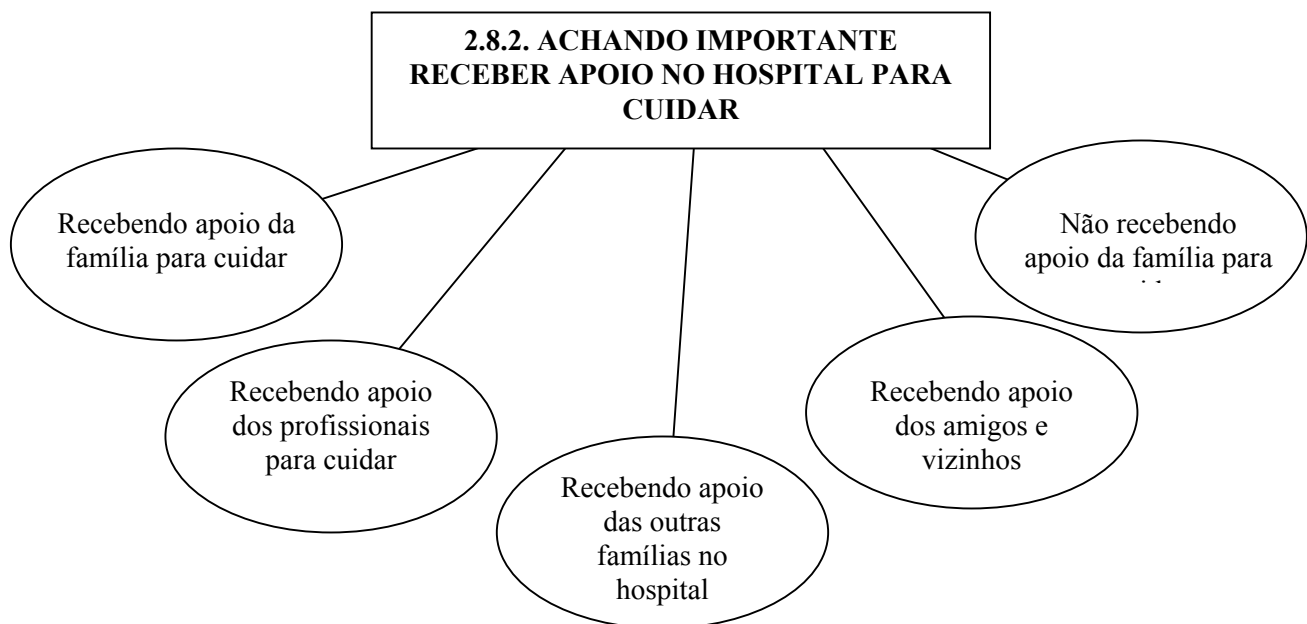 2.8.2. ACHANDO IMPORTANTE
RECEBER APOIO NO HOSPITAL PARA
CUIDAR
Recebendo apoio da
família para cuidar
Recebendo apoio
dos profissionais
para cuidar
Recebendo apoio
das outras
famílias no
hospital
Recebendo apoio
dos amigos e
vizinhos
Não recebendo
apoio da família para